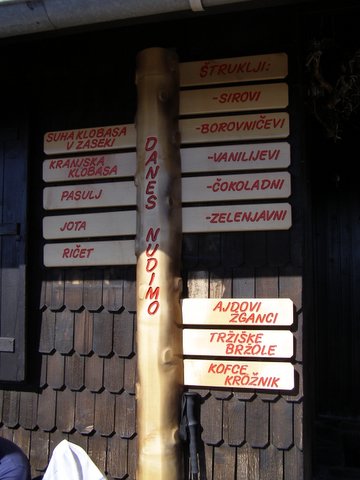 DANES NUDIMO
SUHA KLOBASA
V ZASEKI
KRANJSKA
KLOBASA
PASULJ
JOTA
RIČET
ŠTRUKLJI:
-SIROVI
-BOROVNIČEVI
-VANILIJEVI
-ČOKOLADNI
-ZELENJAVNI
AJDOVI
ŽGANCI
TRŽIŠKE
BRŽOLE
KOFCE
KROŽNIK